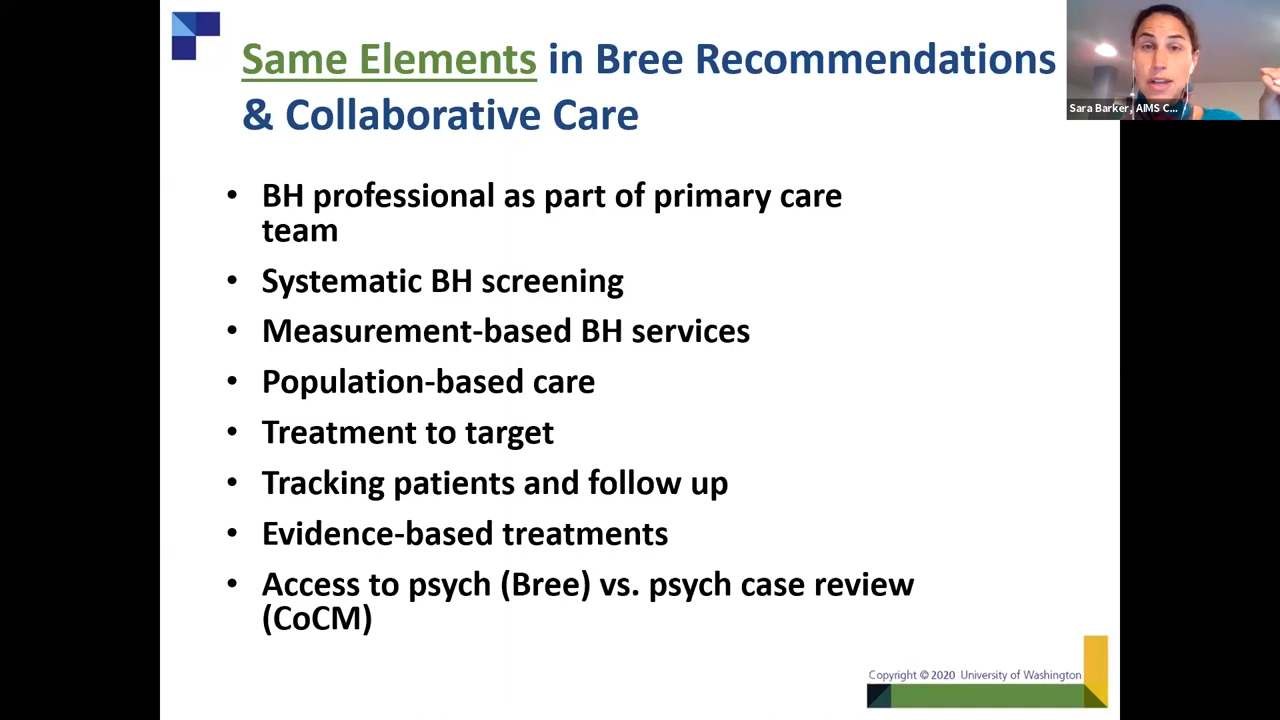 Same Elements in Bree Recommendations
& Collaborative Care
Sara Barker, AIMS C...
• BH professional as part of primary care
team
• Systematic BH screening
• Measurement-based BH services
• Population-based care
• Treatment to target
• Tracking patients and follow up
• Evidence-based treatments
• Access to psych (Bree) vs. psych case review
(CoCM)
Copyright © 2020 University of Washington